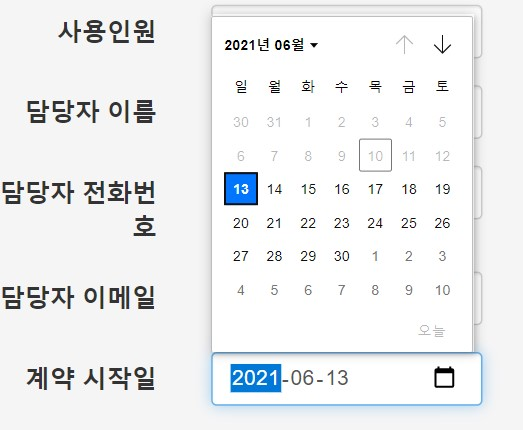 사용인원
담당자 이름
담당자 전화번
호
담당자 이메일
계약 시작일
2021년 06월
일 월 화 수 목 금 토
30 31 1 2 3 4 5
6 7 8 9 10 11 12
13 14 15 16 17 18 19
20 21 22 23 24 25 26
27 28 29 30 1 2 3
4 5 6 7 8 9 10
오늘
2021-06-13